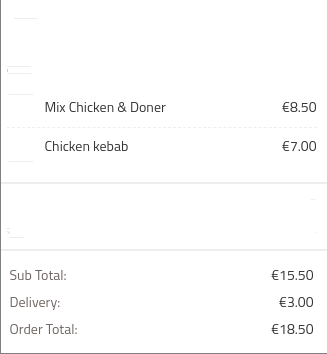 Mix Chicken & Doner €8.50
Chicken kebab €7.00
Sub Total: €15.50
Delivery: €3.00
Order Total: €18.50